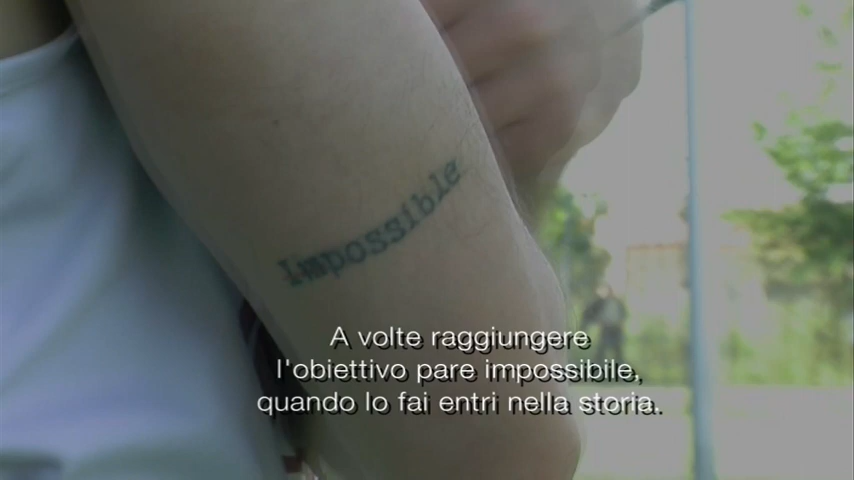 Impossible
A volte raggiungere
l'obiettivo pare impossibile,
quando lo fai entri nella storia.